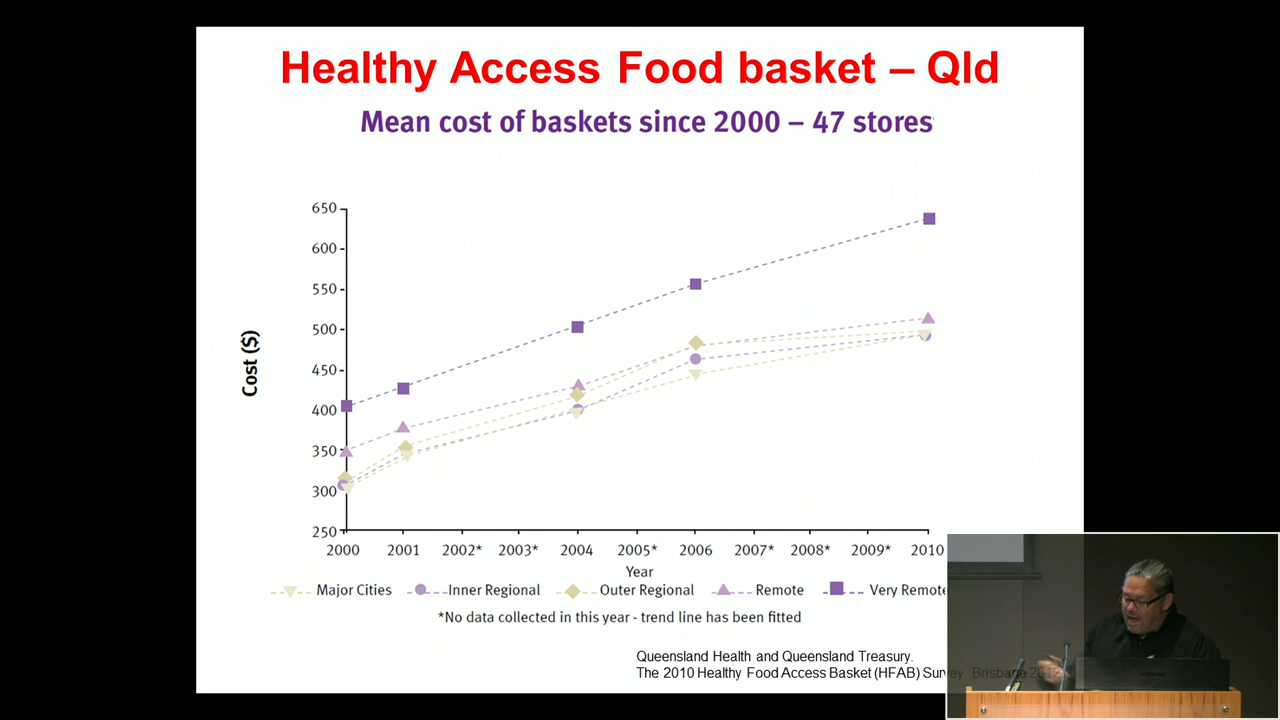 Healthy Access Food basket – Qld
Mean cost of baskets since 2000 – 47 stores
650
600
550
500
450
400
350
300
250
Cost ($)
2000 2001 2002* 2003* 2004 2005* 2006 2007* 2008* 2009* 2010
Year
Major Cities Inner Regional Outer Regional Remote Very Remote
*No data collected in this year - trend line has been fitted
Queensland Health and Queensland Treasury.
The 2010 Healthy Food Access Basket (HFAB) Survey Brisbane